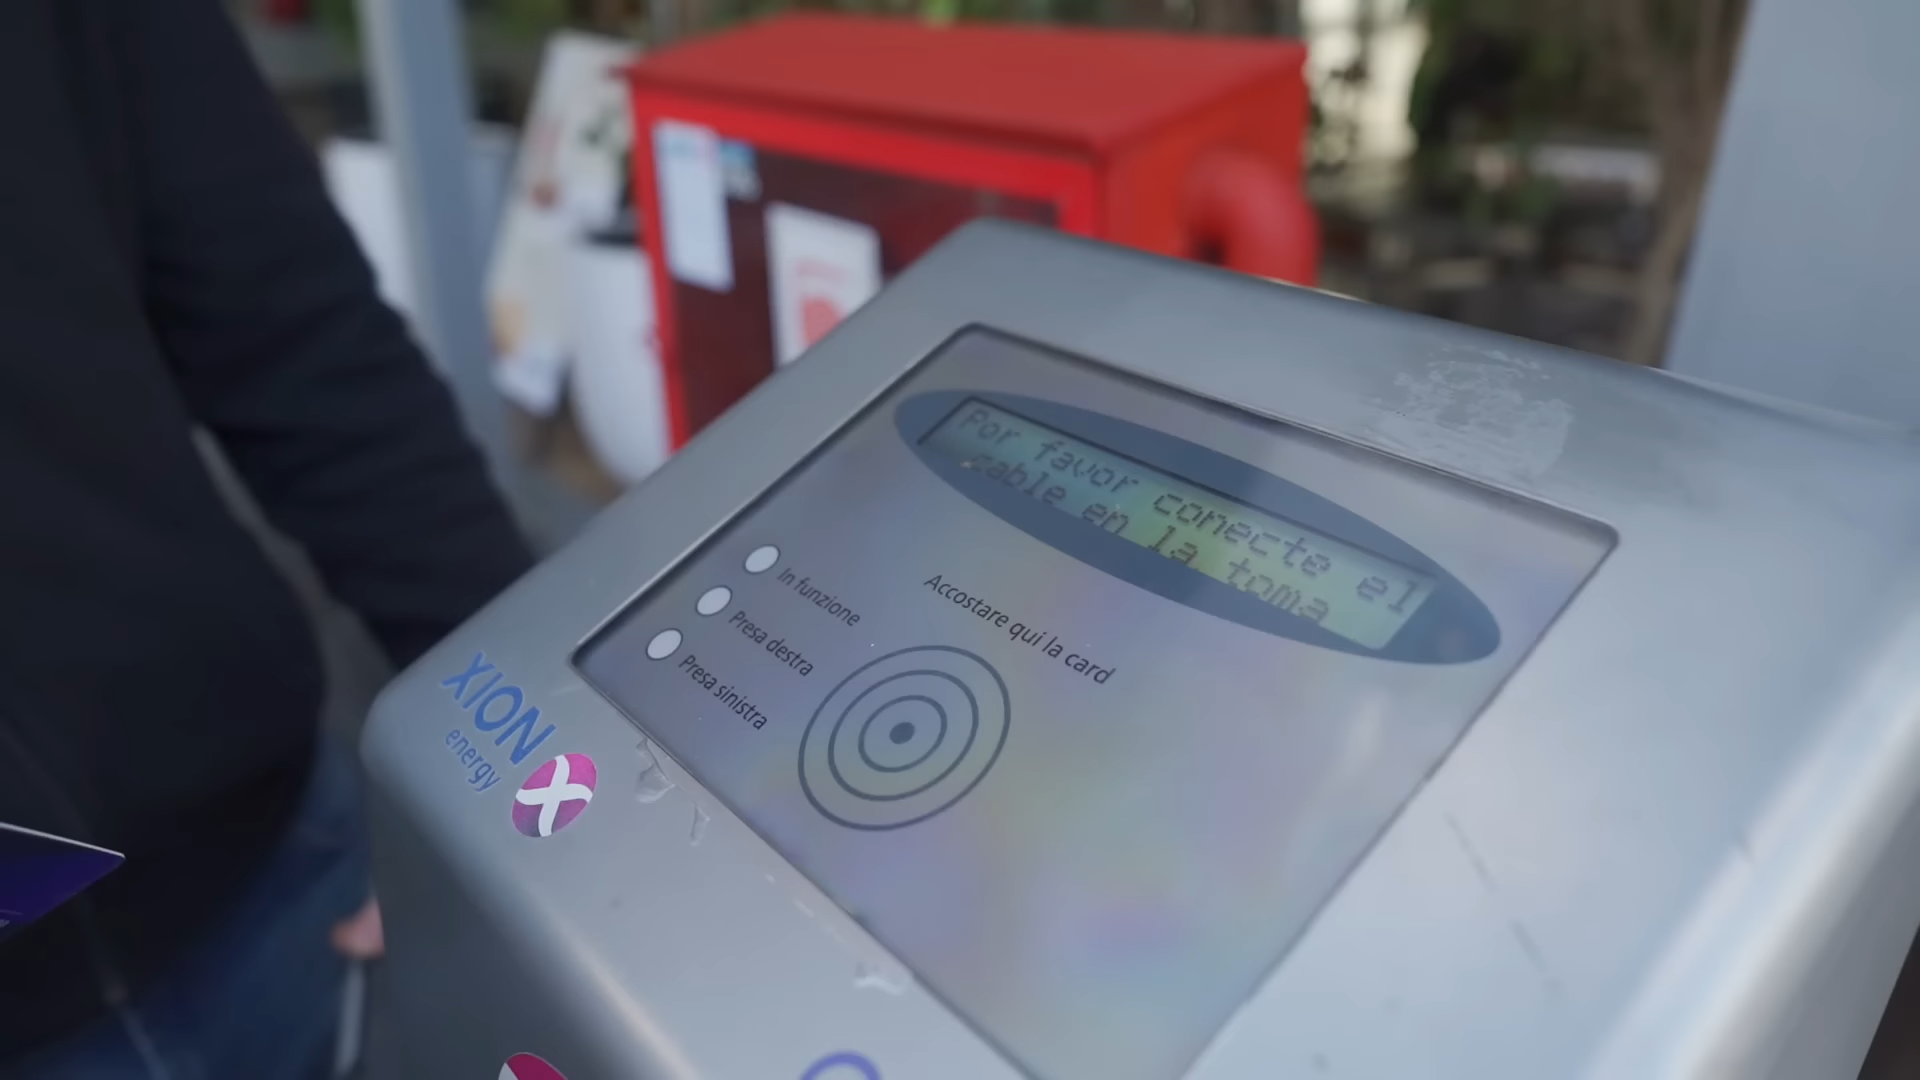 Por favor conecte el
cable en la toma
Accostare qui la card
In funzione
Presa destra
Presa sinistra
XION
energy